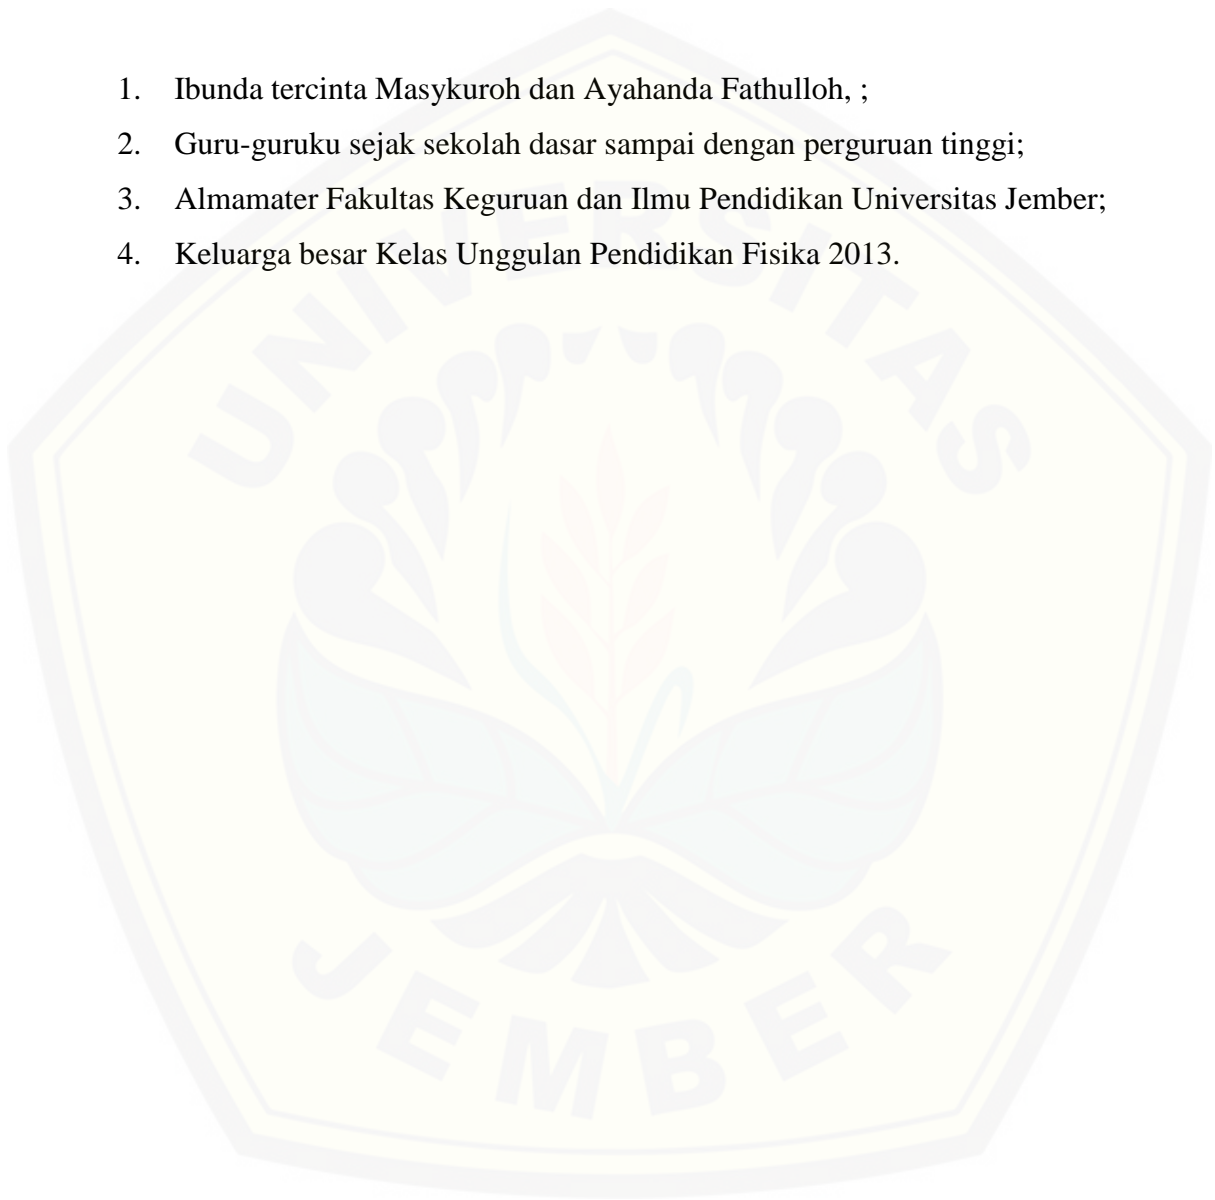 1. Ibunda tercinta Masykuroh dan Ayahanda Fathulloh, ;
2. Guru-guruku sejak sekolah dasar sampai dengan perguruan tinggi;
3. Almamater Fakultas Keguruan dan Ilmu Pendidikan Universitas Jember;
4. Keluarga besar Kelas Unggulan Pendidikan Fisika 2013.
UNIVERSITAS
JEMBER